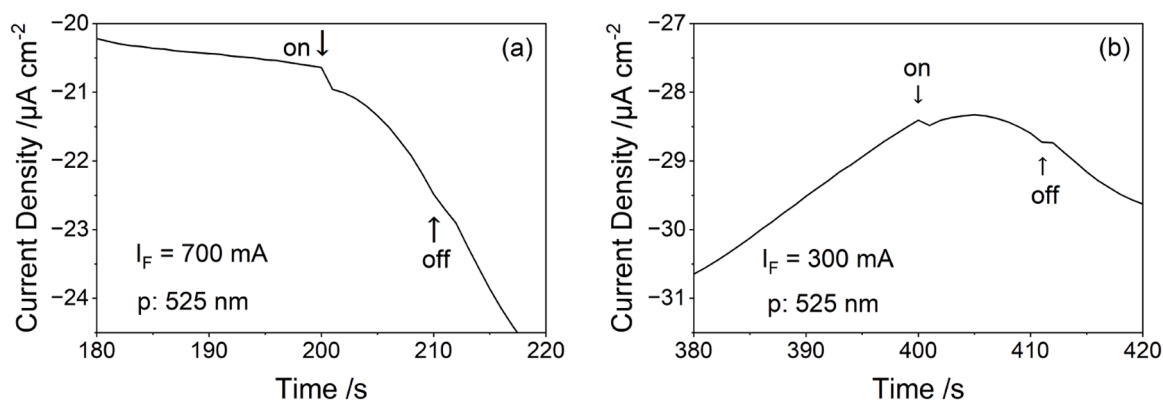 (a)
Current Density /µA cm⁻²
−20
−21
−22
−23
−24
on ↓
↑
off
I_F = 700 mA
p: 525 nm
180 190 200 210 220
Time /s
(b)
Current Density /µA cm⁻²
−27
−28
−29
−30
−31
on
↓
↑
off
I_F = 300 mA
p: 525 nm
380 390 400 410 420
Time /s